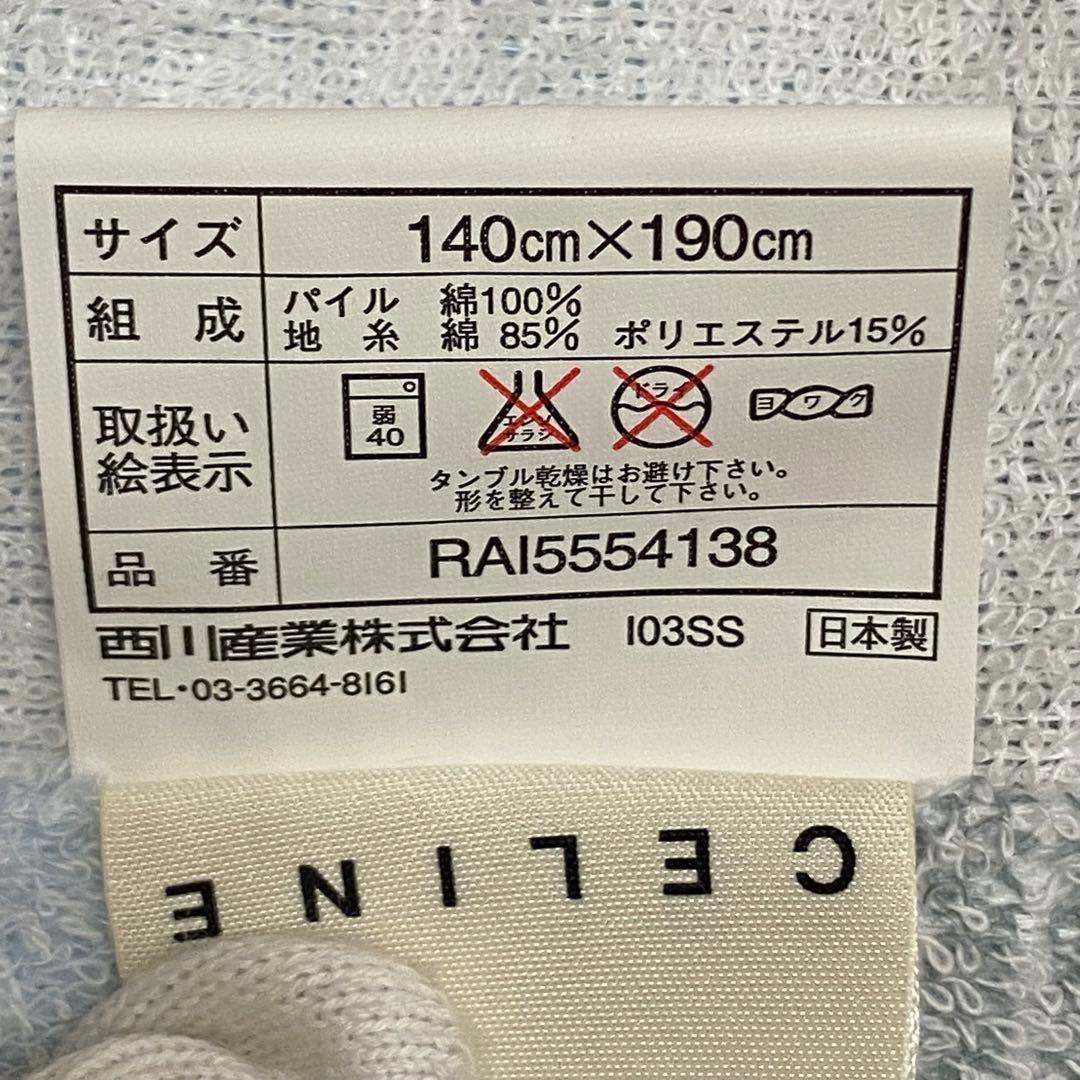 サイズ 140cm×190cm
組成 パイル 綿100%
地糸 綿 85% ポリエステル15%
取扱い
絵表示
弱
40
エンソ
サラシ
ドライ
ヨワク
タンブル乾燥はお避け下さい。
形を整えて干して下さい。
品番 RAI5554138
西川産業株式会社 I03SS 日本製
TEL・03-3664-8161
CELINE